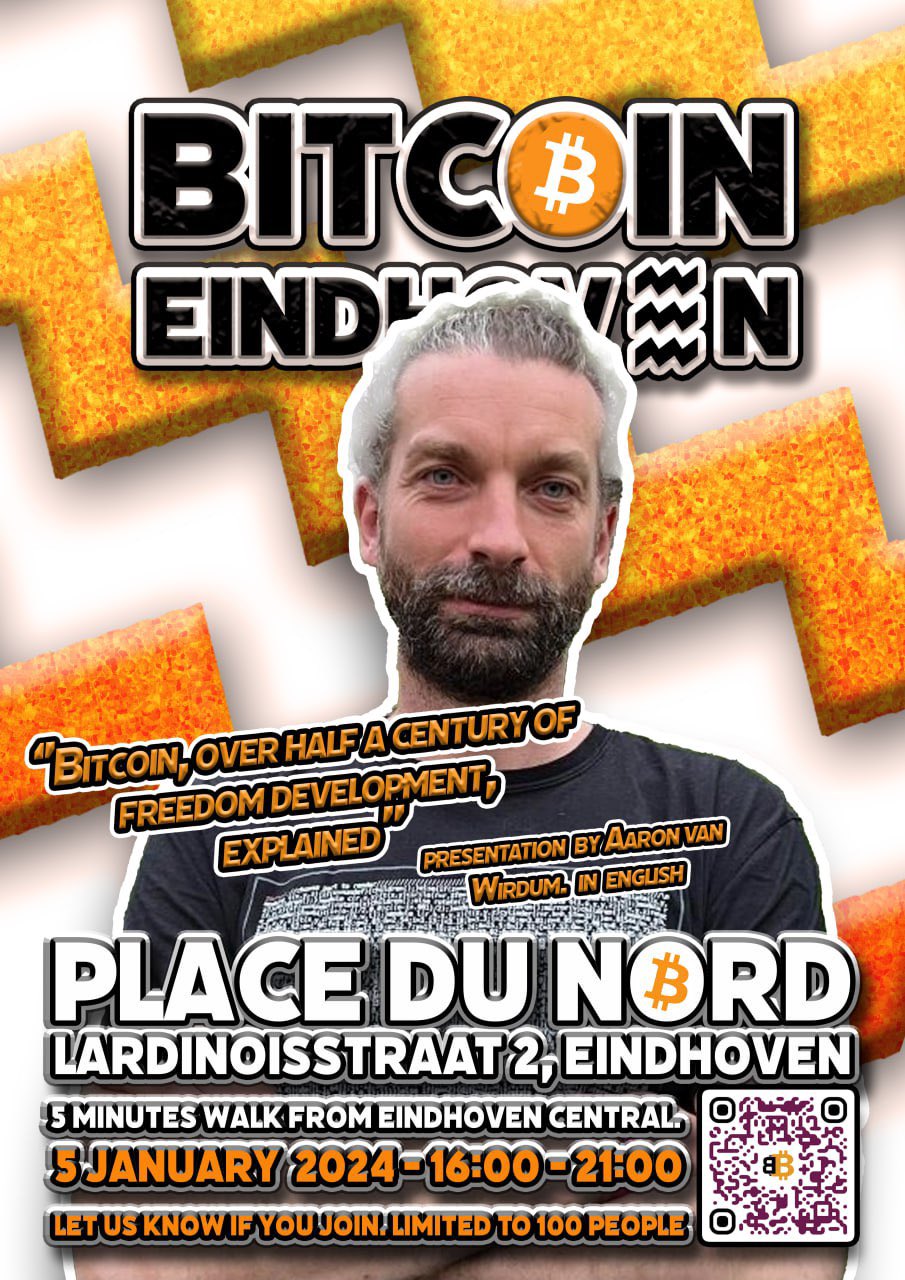 BITCOIN
EINDHOVEN
"BITCOIN, OVER HALF A CENTURY OF
FREEDOM DEVELOPMENT,
EXPLAINED"
PRESENTATION BY AARON VAN
WIRDUM. IN ENGLISH
PLACE DU NORD
LARDINOISSTRAAT 2, EINDHOVEN
5 MINUTES WALK FROM EINDHOVEN CENTRAL.
5 JANUARY 2024 - 16:00 - 21:00
LET US KNOW IF YOU JOIN. LIMITED TO 100 PEOPLE